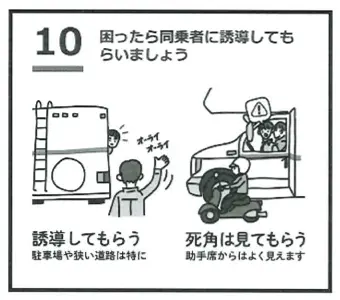 10
困ったら同乗者に誘導しても
らいましょう
オーライ
オーライ
!
誘導してもらう
駐車場や狭い道路は特に
死角は見てもらう
助手席からはよく見えます